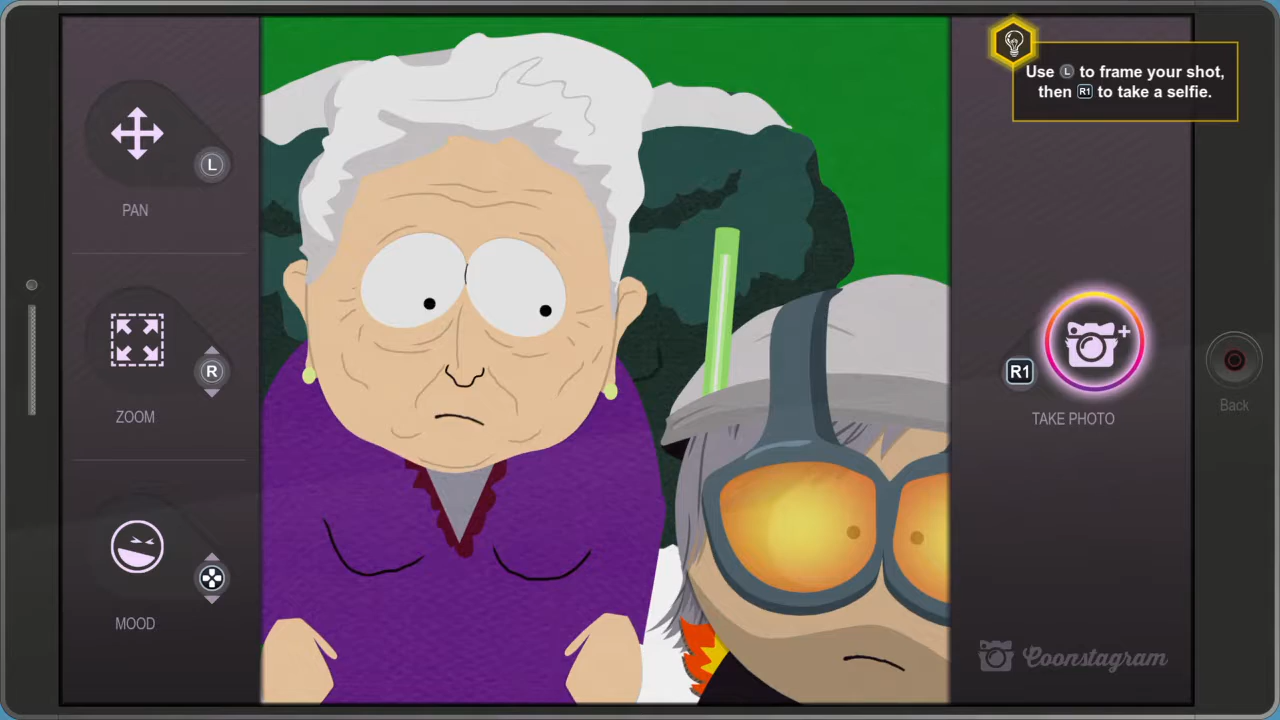 PAN
L
ZOOM
R
MOOD
Use L to frame your shot,
then R1 to take a selfie.
R1
TAKE PHOTO
Back
Coonstagram